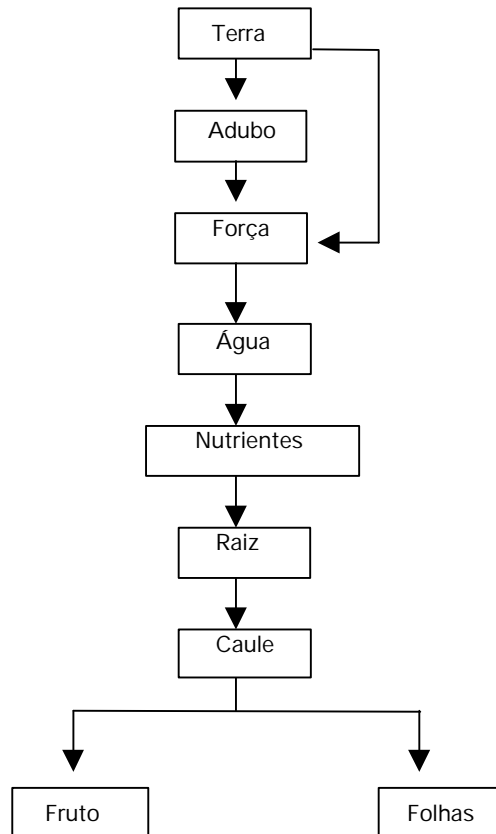 Terra
Adubo
Força
Água
Nutrientes
Raiz
Caule
Fruto
Folhas